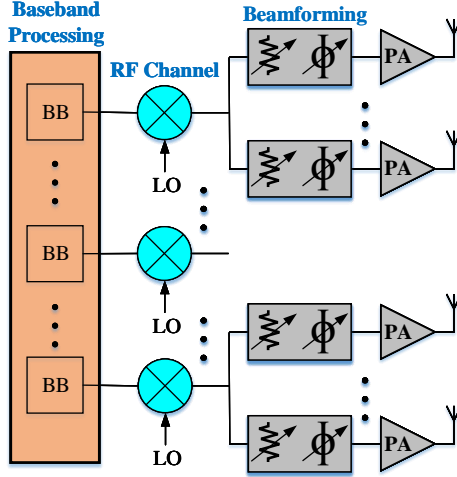 Baseband
Processing
RF Channel
Beamforming
BB
LO
ϕ
PA
ϕ
PA
BB
LO
BB
LO
ϕ
PA
ϕ
PA